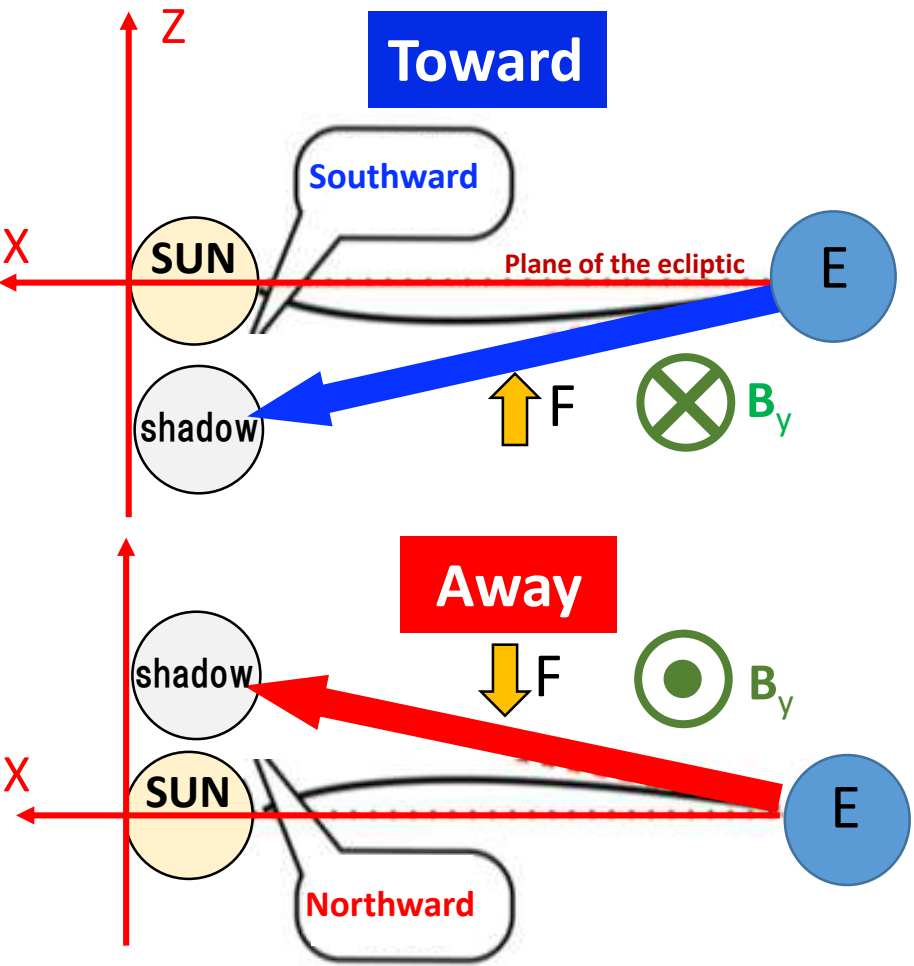 Z
Toward
Southward
X
SUN
Plane of the ecliptic
E
shadow
F
By
Away
shadow
F
By
X
SUN
E
Northward